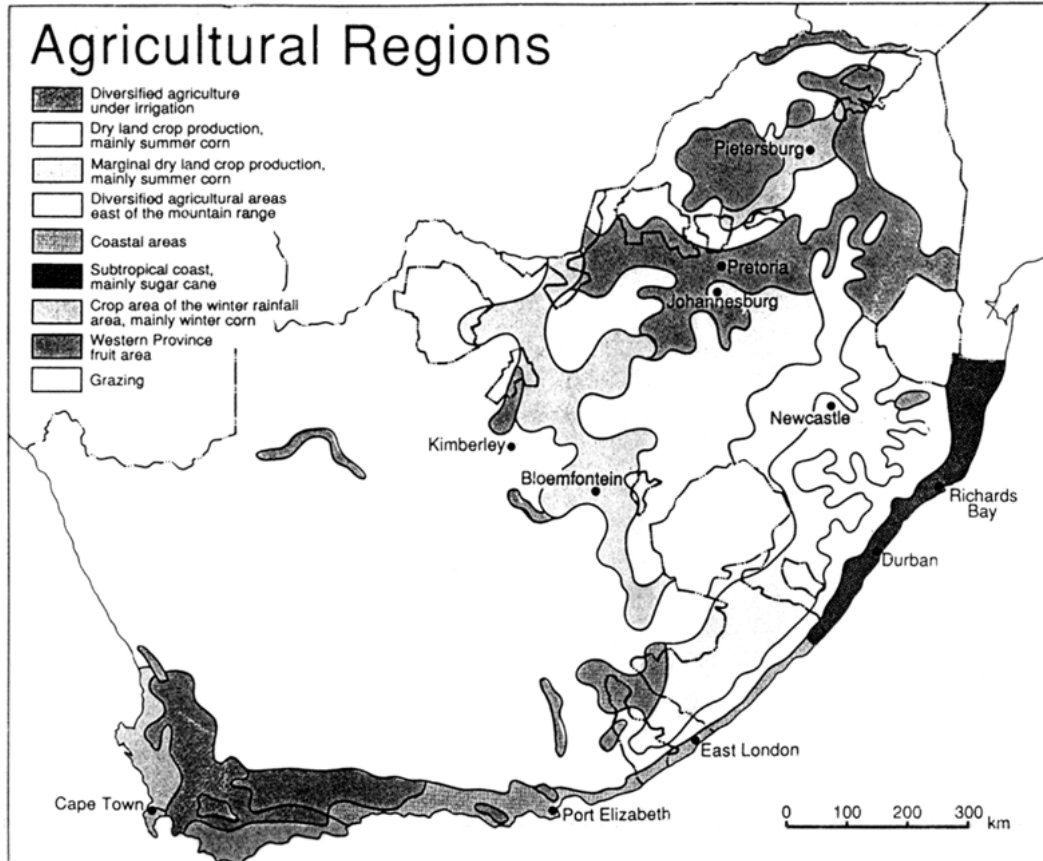 Agricultural Regions
Diversified agriculture
under irrigation
Dry land crop production,
mainly summer corn
Marginal dry land crop production,
mainly summer corn
Diversified agricultural areas
east of the mountain range
Coastal areas
Subtropical coast,
mainly sugar cane
Crop area of the winter rainfall
area, mainly winter corn
Western Province
fruit area
Grazing
Pietersburg
Pretoria
Johannesburg
Newcastle
Kimberley
Bloemfontein
Richards
Bay
Durban
East London
Cape Town
Port Elizabeth
0 100 200 300
km